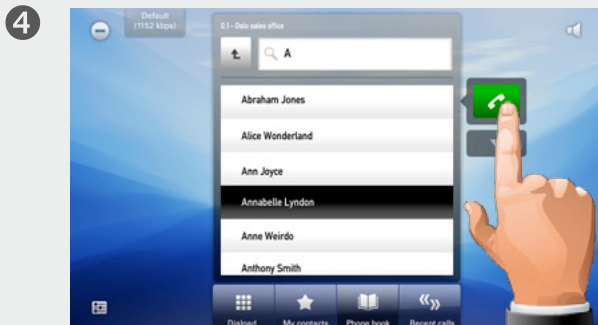 4
Default
(1152 kbps)
0.1- Oslo sales office
A
Abraham Jones
Alice Wonderland
Ann Joyce
Annabelle Lyndon
Anne Weirdo
Anthony Smith
Dialpad My contacts Phone book Recent calls